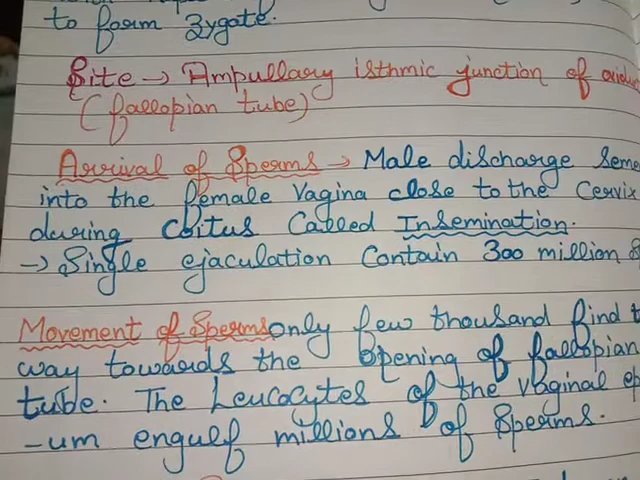 to form Zygote.
Site → Ampullary isthmic junction of oviduct
(fallopian tube)
Arrival of Sperms → Male discharge Seme
into the female Vagina close to the Cervix
during Coitus Called Insemination.
→ Single ejaculation Contain 300 million
Movement of Sperms only few thousand find t
way towards the opening of fallopian
tube. The Leucocytes of the vaginal ep
-um engulf millions of Sperms.